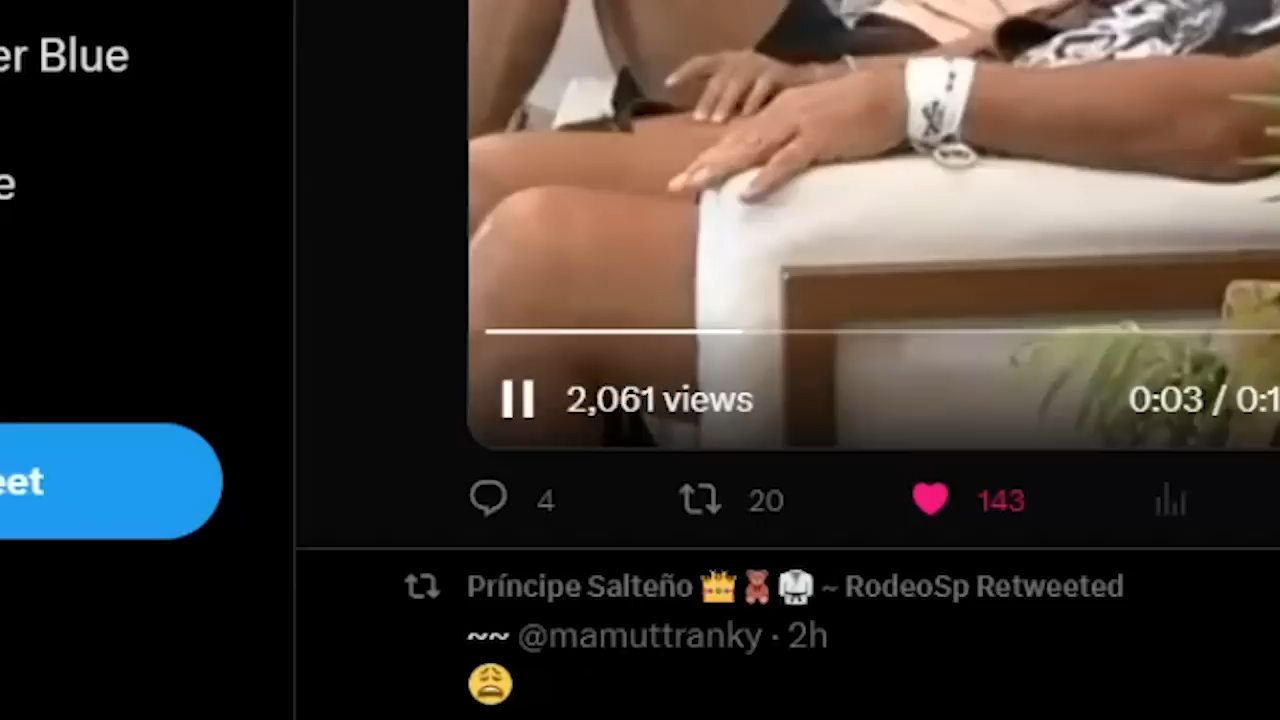 er Blue
e
eet
2,061 views
0:03 / 0:1
4
20
143
Príncipe Salteño 👑🧸🥋 ~ RodeoSp Retweeted
~~ @mamuttranky · 2h
😩